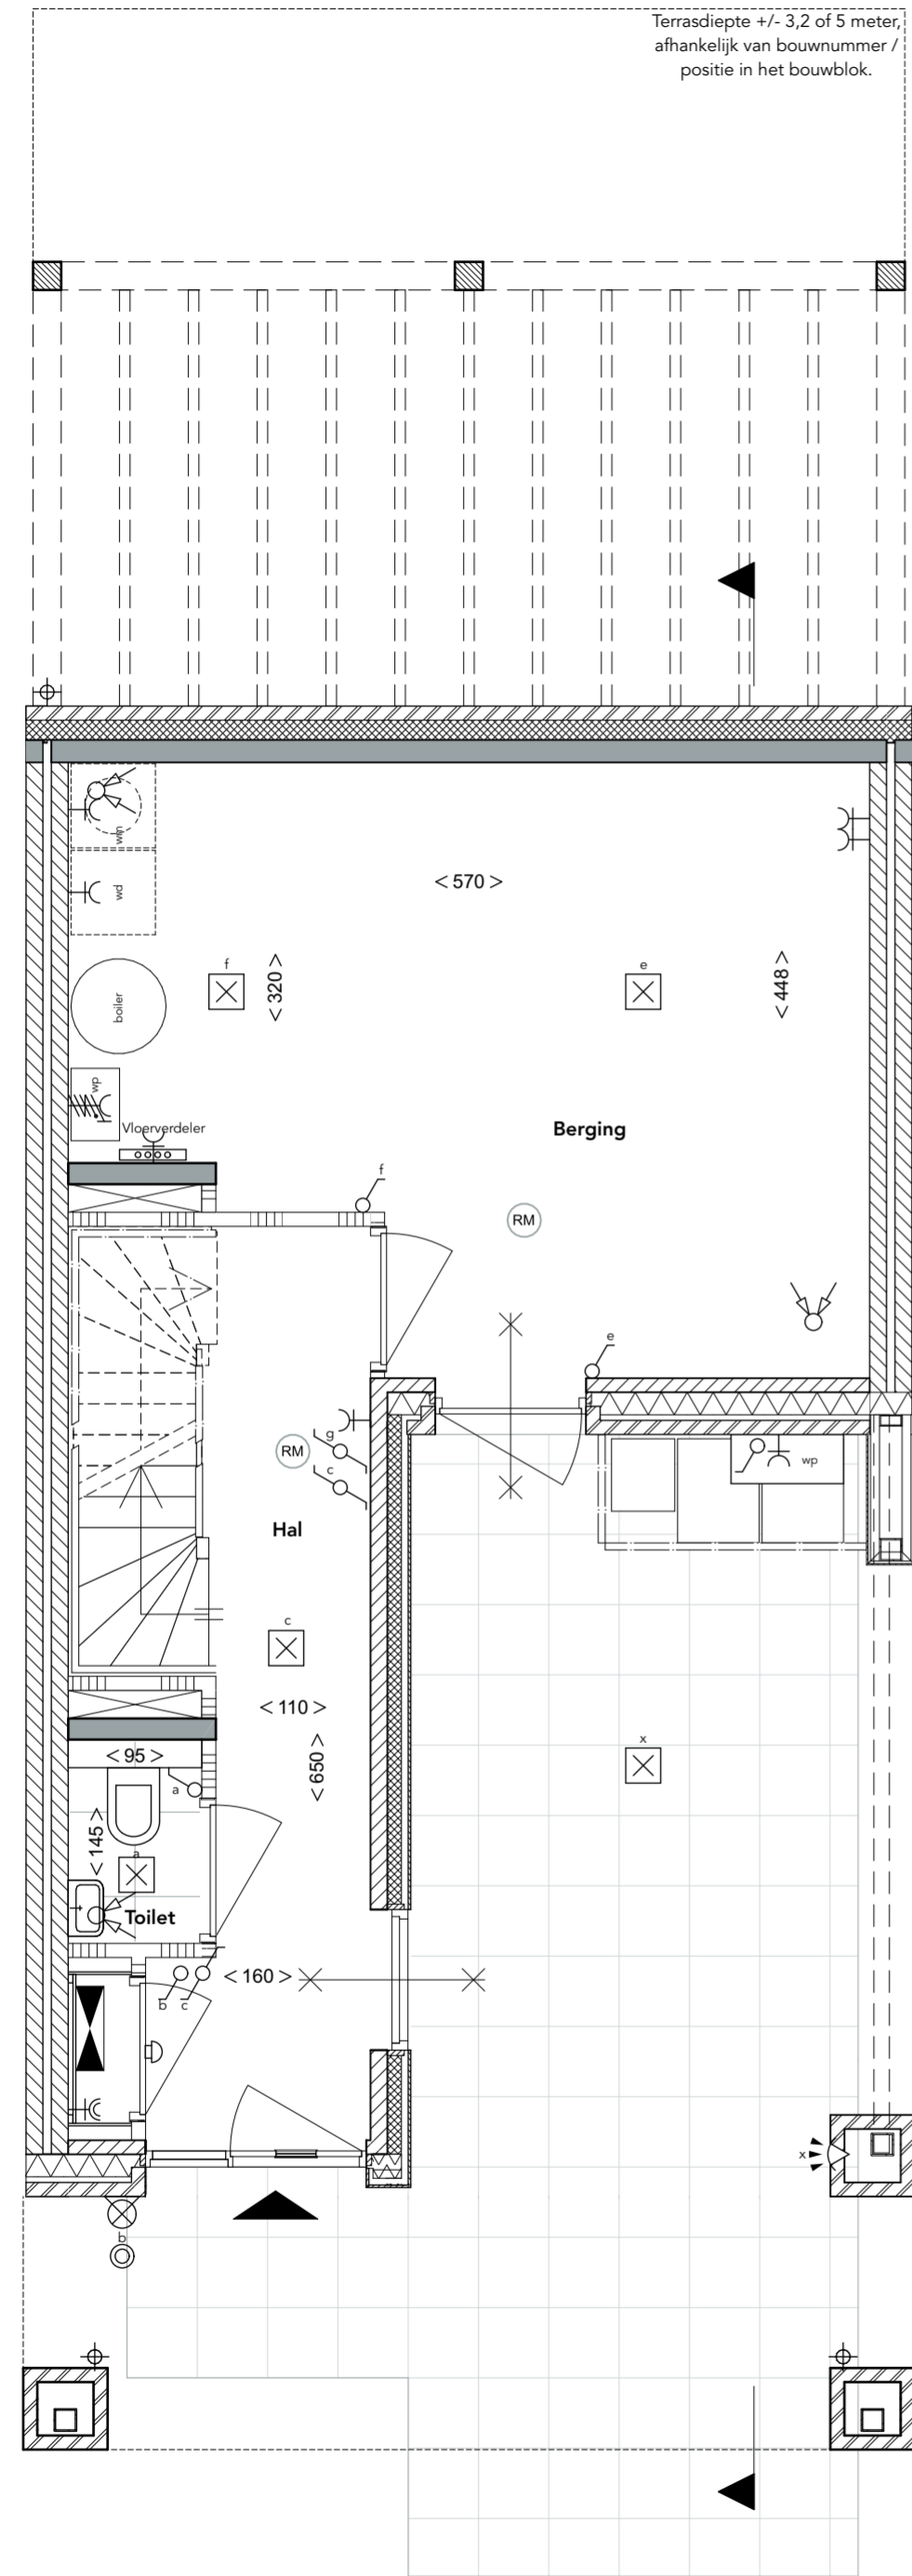 Terrasdiepte +/- 3,2 of 5 meter,
afhankelijk van bouwnummer /
positie in het bouwblok.
wm
< 570 >
wd
f
< 320 >
e
< 448 >
boiler
wp
Vloerverdeler
Berging
f
RM
e
g
RM
c
wp
Hal
c
< 110 >
x
< 95 >
< 650 >
a
< 145 >
a
Toilet
< 160 >
b
c
x
b